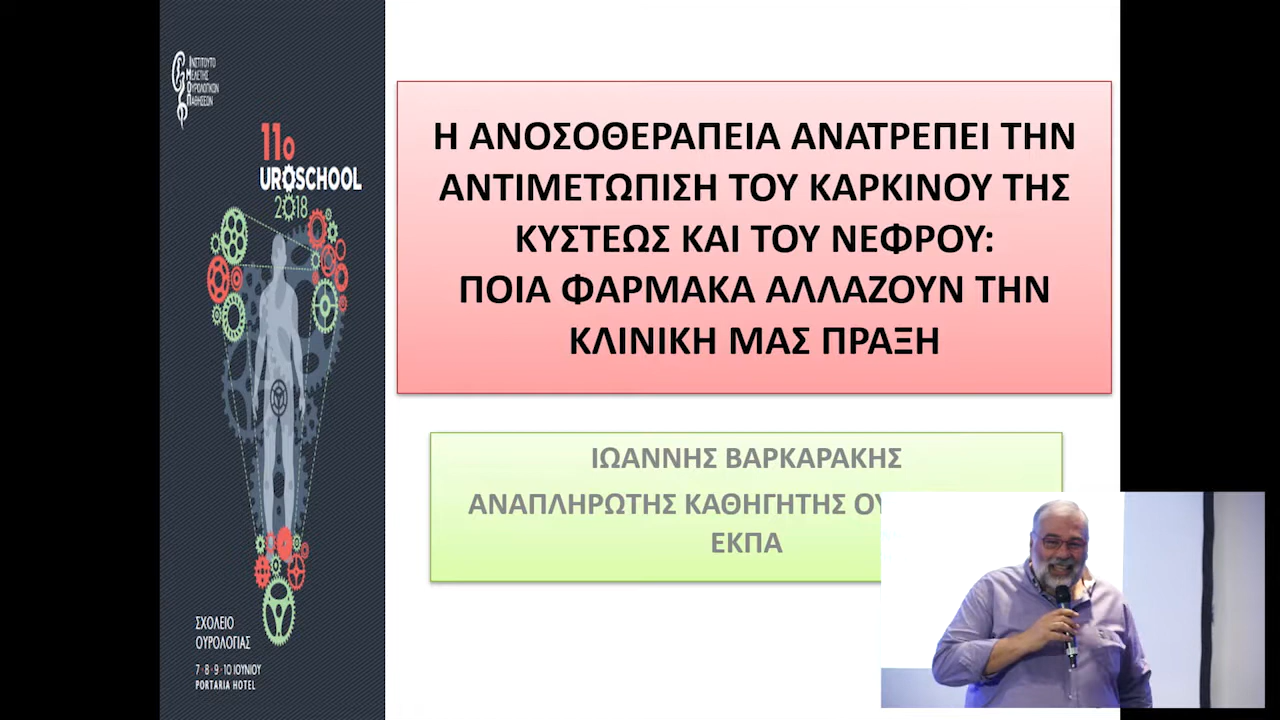 ΙΝΣΤΙΤΟΥΤΟ
ΜΕΛΕΤΗΣ
ΟΥΡΟΛΟΓΙΚΩΝ
ΠΑΘΗΣΕΩΝ
11ο
UROSCHOOL
2018
ΣΧΟΛΕΙΟ
ΟΥΡΟΛΟΓΙΑΣ
7·8·9·10 ΙΟΥΝΙΟΥ
PORTARIA HOTEL
Η ΑΝΟΣΟΘΕΡΑΠΕΙΑ ΑΝΑΤΡΕΠΕΙ ΤΗΝ
ΑΝΤΙΜΕΤΩΠΙΣΗ ΤΟΥ ΚΑΡΚΙΝΟΥ ΤΗΣ
ΚΥΣΤΕΩΣ ΚΑΙ ΤΟΥ ΝΕΦΡΟΥ:
ΠΟΙΑ ΦΑΡΜΑΚΑ ΑΛΛΑΖΟΥΝ ΤΗΝ
ΚΛΙΝΙΚΗ ΜΑΣ ΠΡΑΞΗ
ΙΩΑΝΝΗΣ ΒΑΡΚΑΡΑΚΗΣ
ΑΝΑΠΛΗΡΩΤΗΣ ΚΑΘΗΓΗΤΗΣ
ΕΚΠΑ